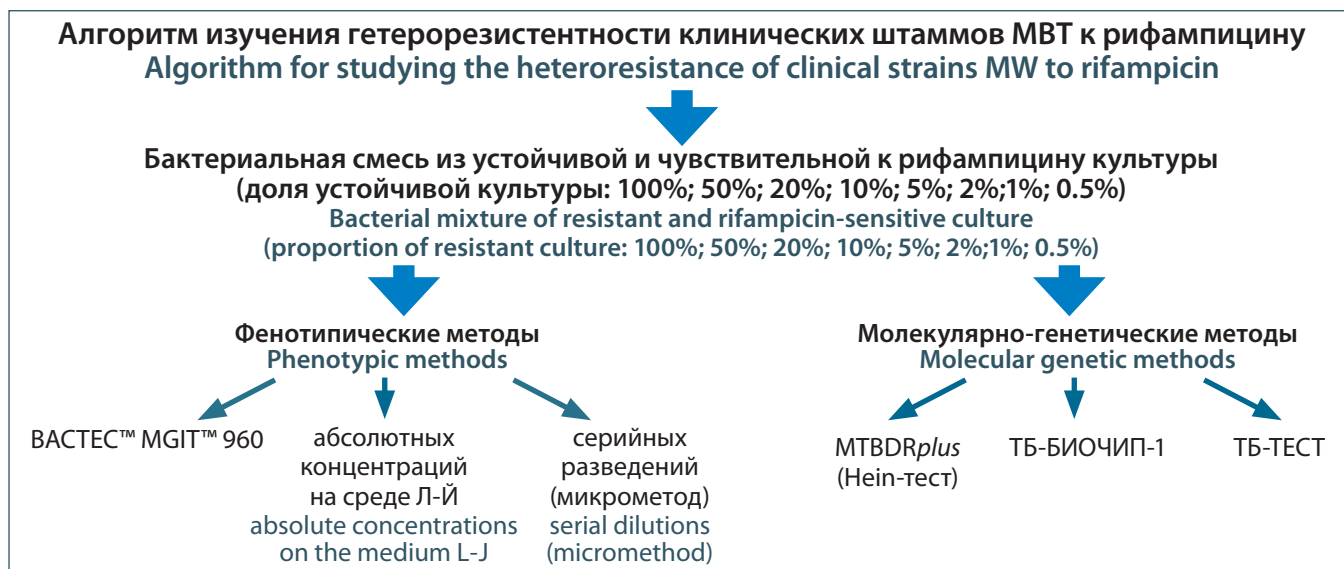 Алгоритм изучения гетерорезистентности клинических штаммов МВТ к рифампицину
Algorithm for studying the heteroresistance of clinical strains MW to rifampicin
Бактериальная смесь из устойчивой и чувствительной к рифампицину культуры
(доля устойчивой культуры: 100%; 50%; 20%; 10%; 5%; 2%;1%; 0.5%)
Bacterial mixture of resistant and rifampicin-sensitive culture
(proportion of resistant culture: 100%; 50%; 20%; 10%; 5%; 2%;1%; 0.5%)
Фенотипические методы
Phenotypic methods
BACTEC™ MGIT™ 960
абсолютных
концентраций
на среде Л-Й
absolute concentrations
on the medium L-J
серийных
разведений
(микрометод)
serial dilutions
(micromethod)
Молекулярно-генетические методы
Molecular genetic methods
MTBDRplus
(Hein-тест)
ТБ-БИОЧИП-1
ТБ-ТЕСТ